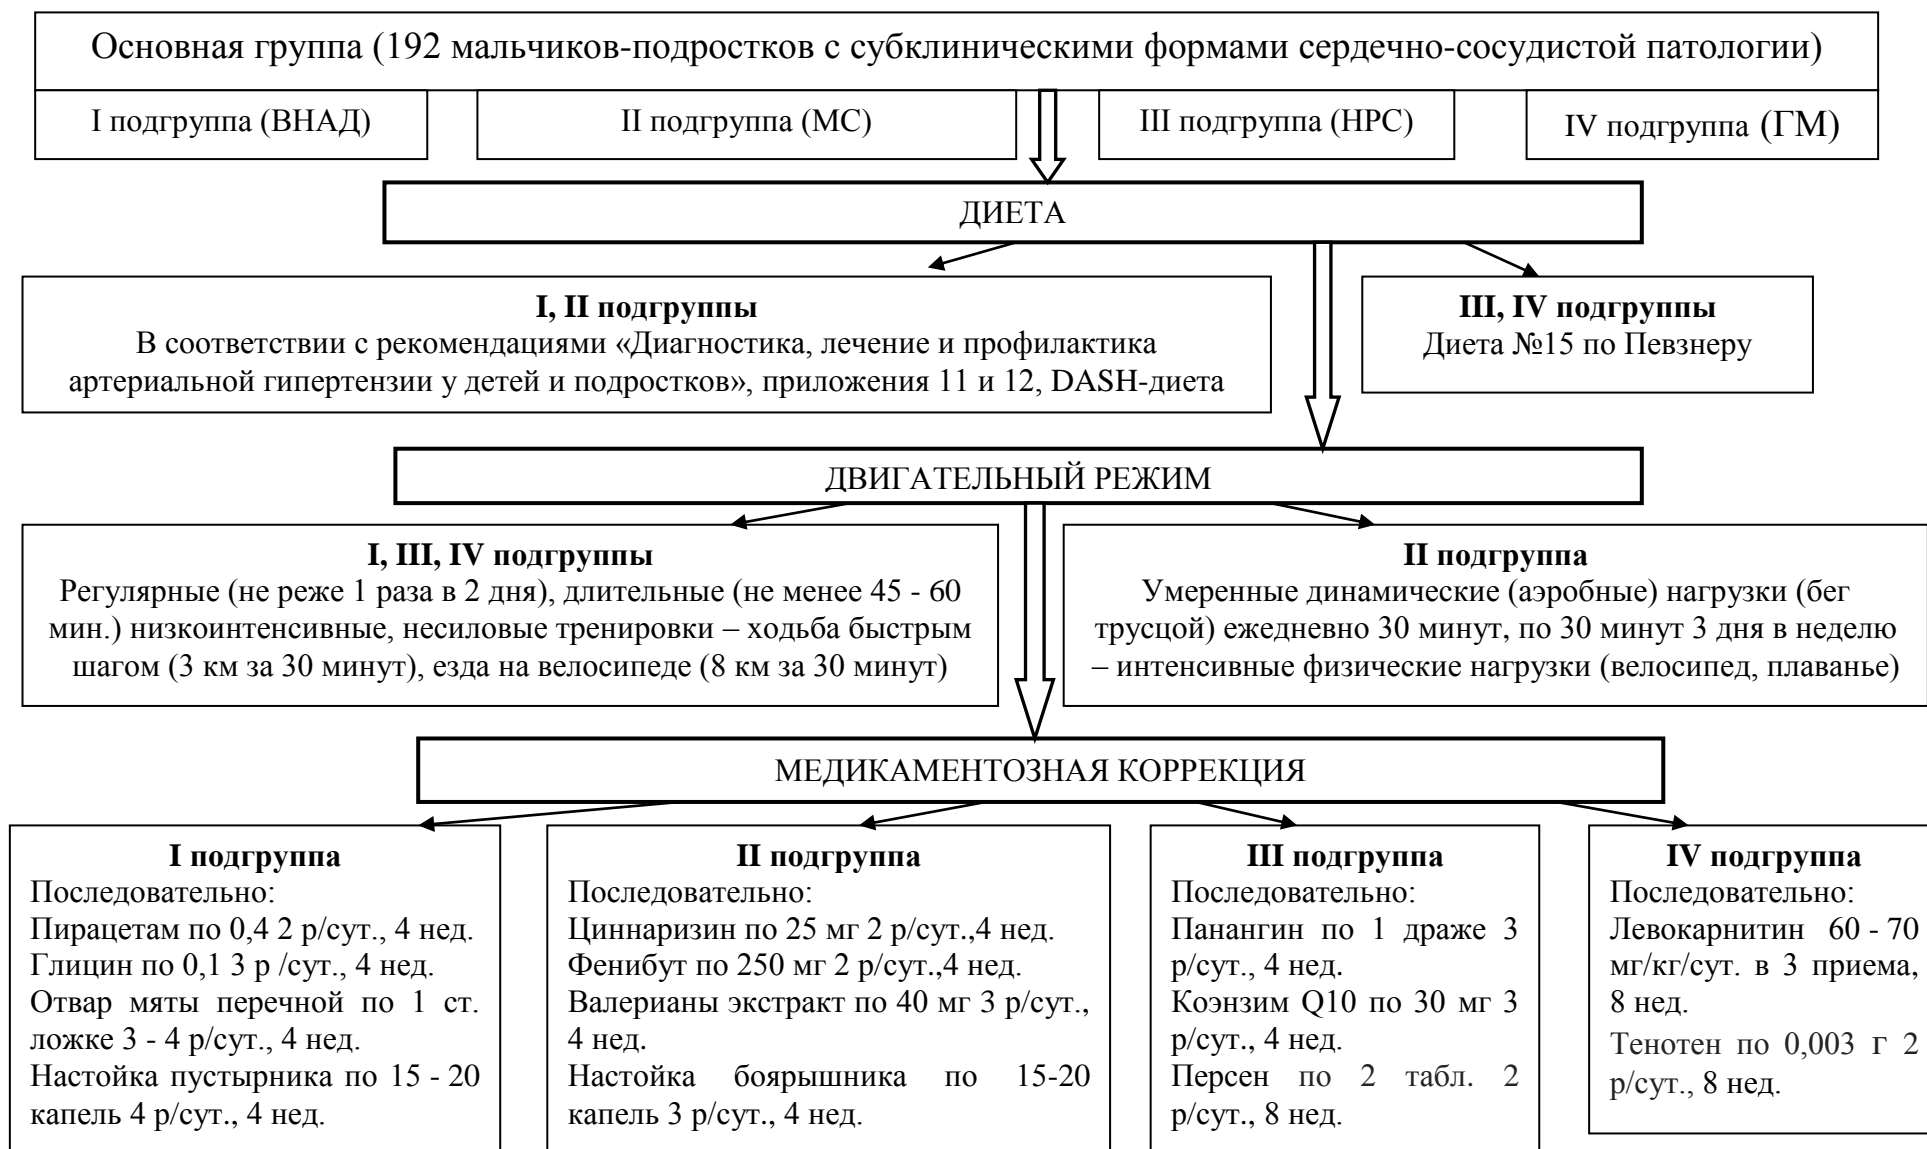 Основная группа (192 мальчиков-подростков с субклиническими формами сердечно-сосудистой патологии)
I подгруппа (ВНАД)
II подгруппа (МС)
III подгруппа (НРС)
IV подгруппа (ГМ)
ДИЕТА
I, II подгруппы
В соответствии с рекомендациями «Диагностика, лечение и профилактика
артериальной гипертензии у детей и подростков», приложения 11 и 12, DASH-диета
III, IV подгруппы
Диета №15 по Певзнеру
ДВИГАТЕЛЬНЫЙ РЕЖИМ
I, III, IV подгруппы
Регулярные (не реже 1 раза в 2 дня), длительные (не менее 45 - 60
мин.) низкоинтенсивные, несиловые тренировки – ходьба быстрым
шагом (3 км за 30 минут), езда на велосипеде (8 км за 30 минут)
II подгруппа
Умеренные динамические (аэробные) нагрузки (бег
трусцой) ежедневно 30 минут, по 30 минут 3 дня в неделю
– интенсивные физические нагрузки (велосипед, плаванье)
МЕДИКАМЕНТОЗНАЯ КОРРЕКЦИЯ
I подгруппа
Последовательно:
Пирацетам по 0,4 2 р/сут., 4 нед.
Глицин по 0,1 3 р /сут., 4 нед.
Отвар мяты перечной по 1 ст.
ложке 3 - 4 р/сут., 4 нед.
Настойка пустырника по 15 - 20
капель 4 р/сут., 4 нед.
II подгруппа
Последовательно:
Циннаризин по 25 мг 2 р/сут.,4 нед.
Фенибут по 250 мг 2 р/сут.,4 нед.
Валерианы экстракт по 40 мг 3 р/сут.,
4 нед.
Настойка боярышника по 15-20
капель 3 р/сут., 4 нед.
III подгруппа
Последовательно:
Панангин по 1 драже 3
р/сут., 4 нед.
Коэнзим Q10 по 30 мг 3
р/сут., 4 нед.
Персен по 2 табл. 2
р/сут., 8 нед.
IV подгруппа
Последовательно:
Левокарнитин 60 - 70
мг/кг/сут. в 3 приема,
8 нед.
Тенотен по 0,003 г 2
р/сут., 8 нед.